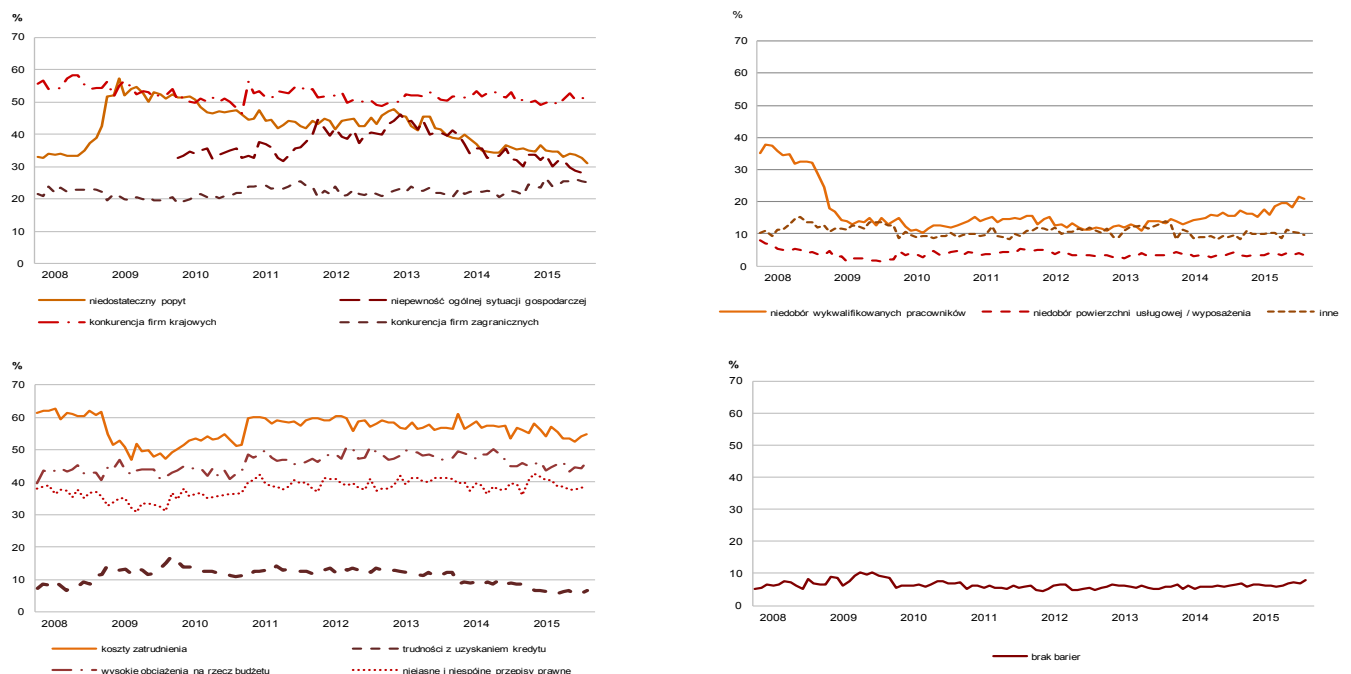 %
70
60
50
40
30
20
10
0
2008 2009 2010 2011 2012 2013 2014 2015
niedostateczny popyt
niepewność ogólnej sytuacji gospodarczej
konkurencja firm krajowych
konkurencja firm zagranicznych
%
70
60
50
40
30
20
10
0
2008 2009 2010 2011 2012 2013 2014 2015
niedobór wykwalifikowanych pracowników
niedobór powierzchni usługowej / wyposażenia
inne
%
70
60
50
40
30
20
10
0
2008 2009 2010 2011 2012 2013 2014 2015
koszty zatrudnienia
trudności z uzyskaniem kredytu
wysokie obciążenia na rzecz budżetu
niejasne i niespójne przepisy prawne
%
70
60
50
40
30
20
10
0
2008 2009 2010 2011 2012 2013 2014 2015
brak barier